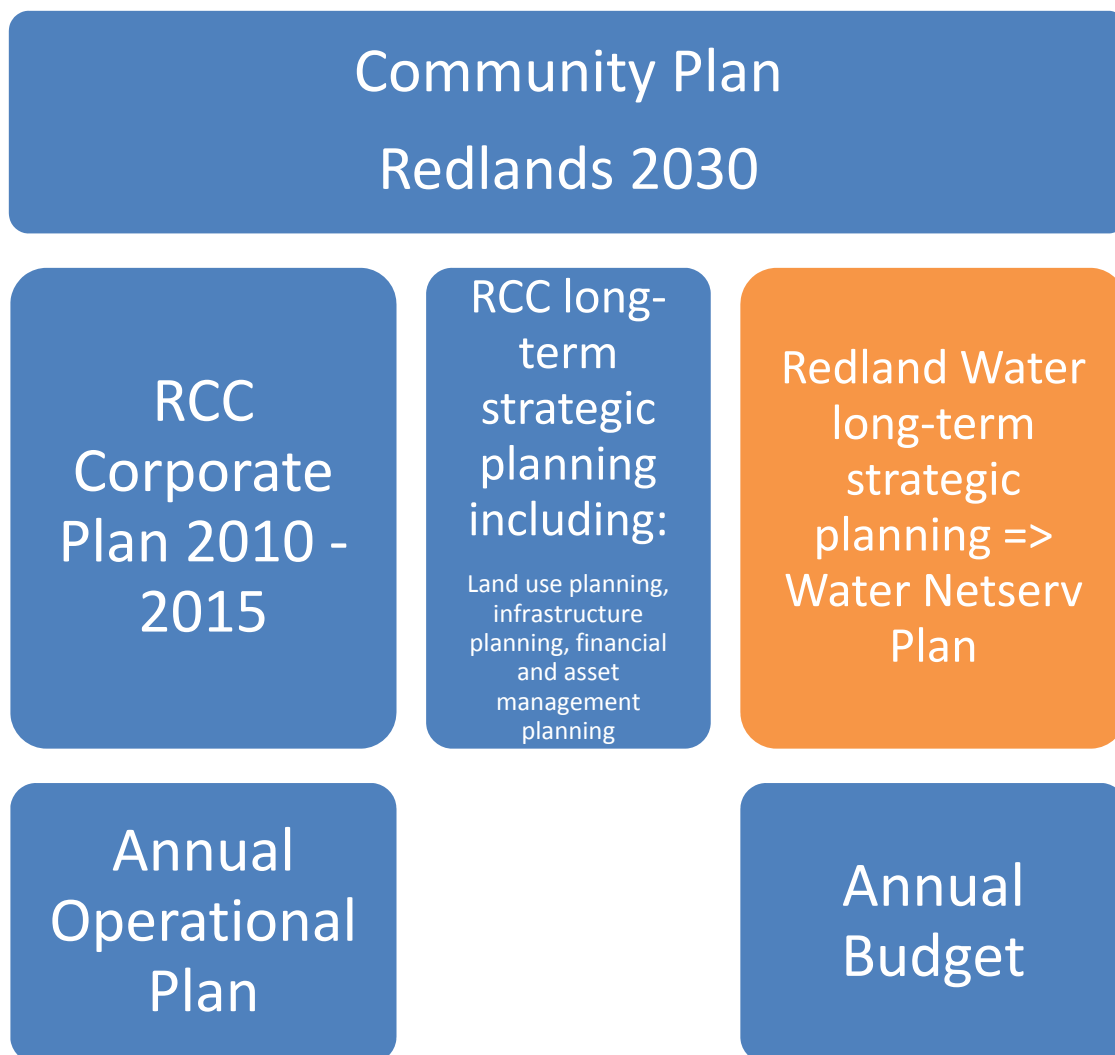 Community Plan
Redlands 2030
RCC
Corporate
Plan 2010 -
2015
RCC long-
term
strategic
planning
including:
Land use planning,
infrastructure
planning, financial
and asset
management
planning
Redland Water
long-term
strategic
planning =>
Water Netserv
Plan
Annual
Operational
Plan
Annual
Budget